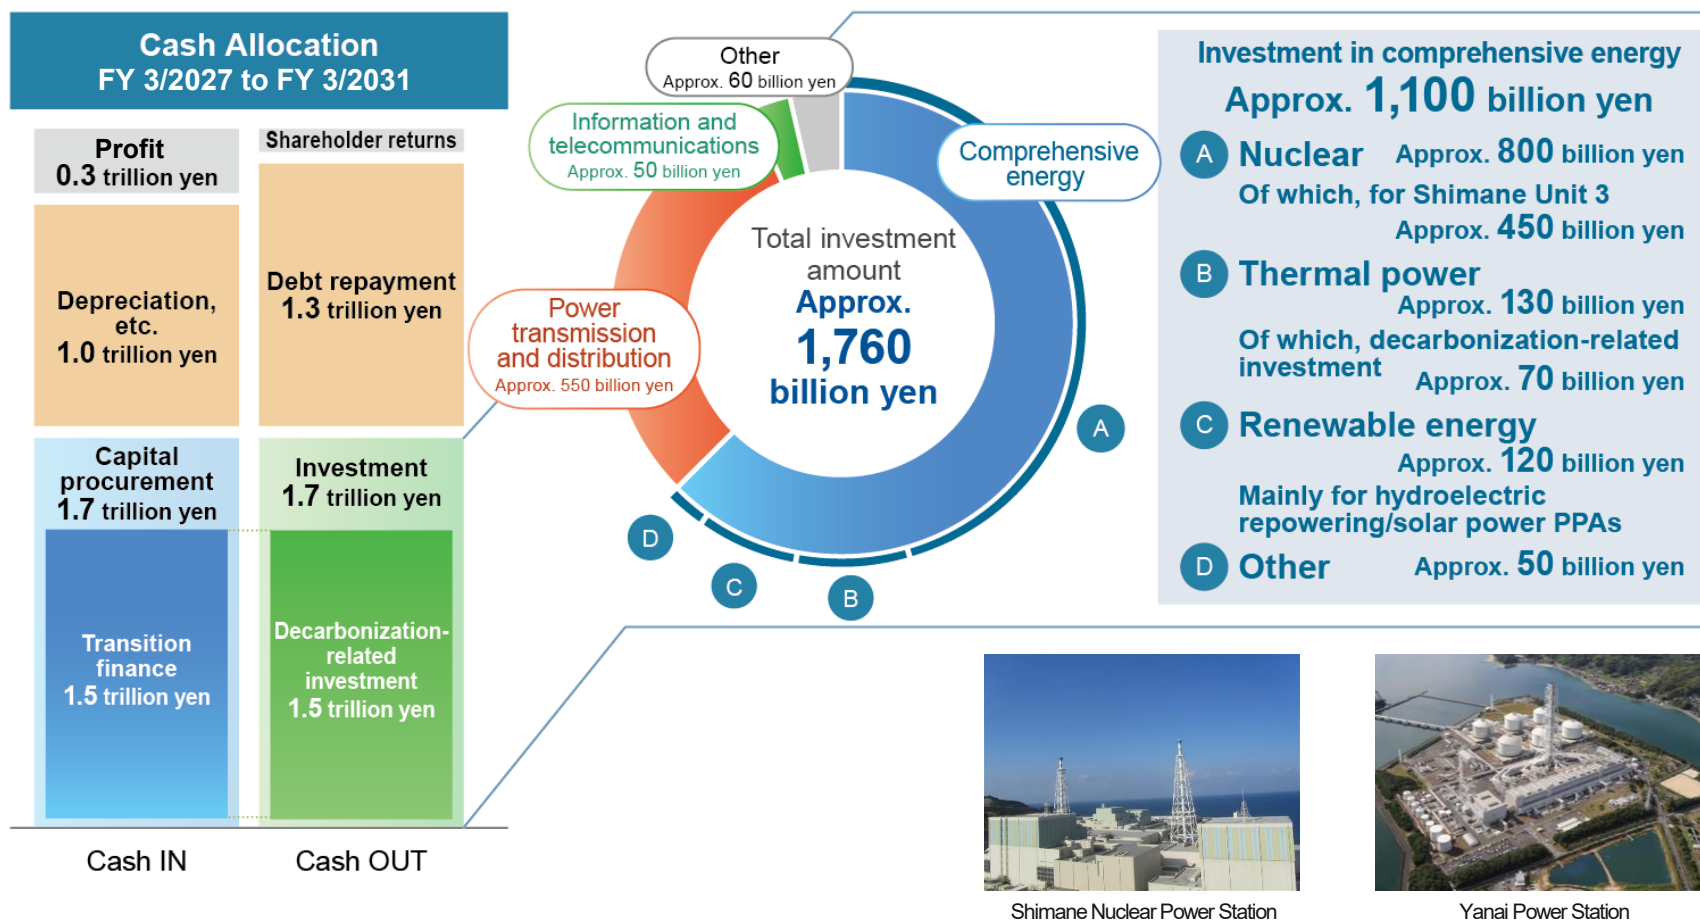 Cash Allocation
FY 3/2027 to FY 3/2031
Profit
0.3 trillion yen
Depreciation,
etc.
1.0 trillion yen
Capital
procurement
1.7 trillion yen
Transition
finance
1.5 trillion yen
Cash IN
Shareholder returns
Debt repayment
1.3 trillion yen
Investment
1.7 trillion yen
Decarbonization-
related
investment
1.5 trillion yen
Cash OUT
Other
Approx. 60 billion yen
Information and
telecommunications
Approx. 50 billion yen
Power
transmission
and distribution
Approx. 550 billion yen
Comprehensive
energy
Total investment
amount
Approx.
1,760
billion yen
A
B
C
D
Investment in comprehensive energy
Approx. 1,100 billion yen
A Nuclear Approx. 800 billion yen
Of which, for Shimane Unit 3
Approx. 450 billion yen
B Thermal power
Approx. 130 billion yen
Of which, decarbonization-related
investment
Approx. 70 billion yen
C Renewable energy
Approx. 120 billion yen
Mainly for hydroelectric
repowering/solar power PPAs
D Other Approx. 50 billion yen
Shimane Nuclear Power Station
Yanai Power Station